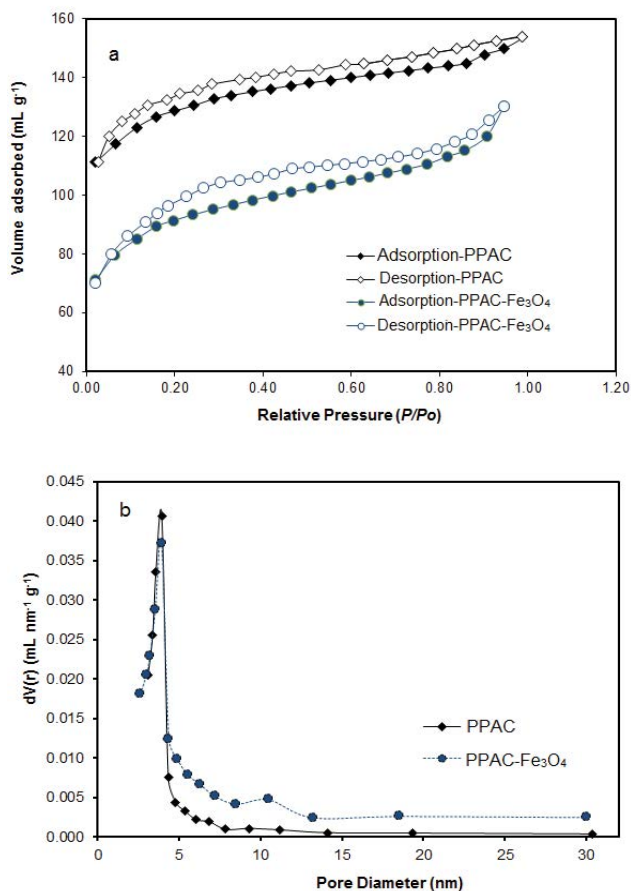 a
160
140
120
100
80
60
40
Volume adsorbed (mL g⁻¹)
Adsorption-PPAC
Desorption-PPAC
Adsorption-PPAC-Fe₃O₄
Desorption-PPAC-Fe₃O₄
0.00 0.20 0.40 0.60 0.80 1.00
Relative Pressure (P/Po)
b
0.045
0.040
0.035
0.030
0.025
0.020
0.015
0.010
0.005
0.000
dV(r) (mL nm⁻¹ g⁻¹)
PPAC
PPAC-Fe₃O₄
0 5 10 15 20 25 30
Pore Diameter (nm)